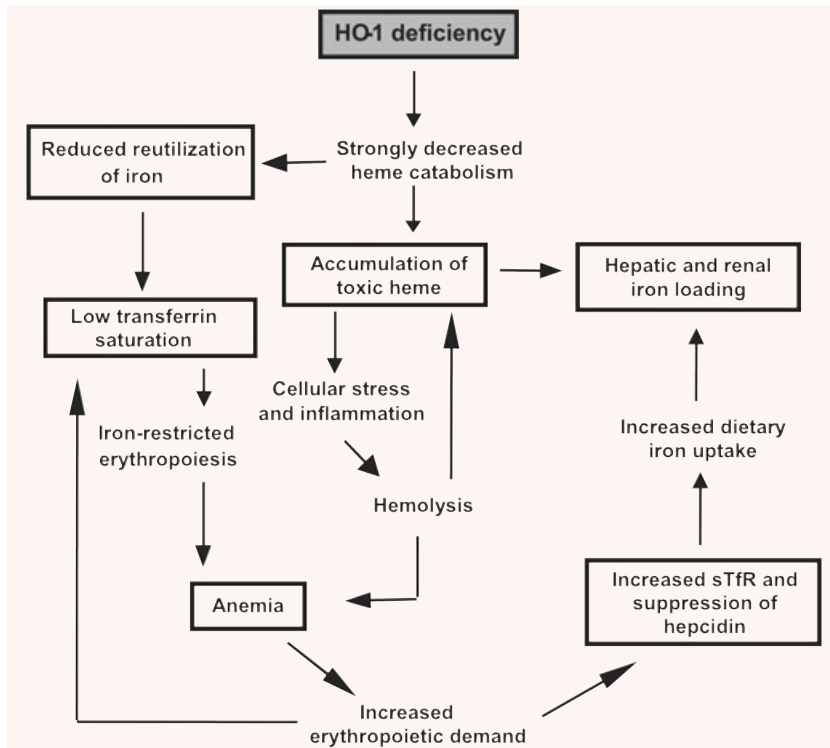 HO-1 deficiency
Strongly decreased
heme catabolism
Reduced reutilization
of iron
Accumulation of
toxic heme
Hepatic and renal
iron loading
Low transferrin
saturation
Cellular stress
and inflammation
Increased dietary
iron uptake
Iron-restricted
erythropoiesis
Hemolysis
Increased sTfR and
suppression of
hepcidin
Anemia
Increased
erythropoietic demand